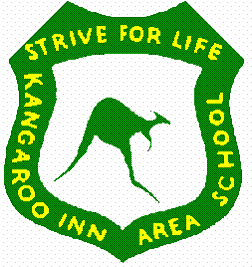 STRIVE FOR LIFE
KANGAROO INN AREA SCHOOL